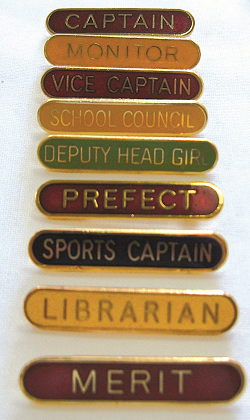 CAPTAIN
MONITOR
VICE CAPTAIN
SCHOOL COUNCIL
DEPUTY HEAD GIRL
PREFECT
SPORTS CAPTAIN
LIBRARIAN
MERIT